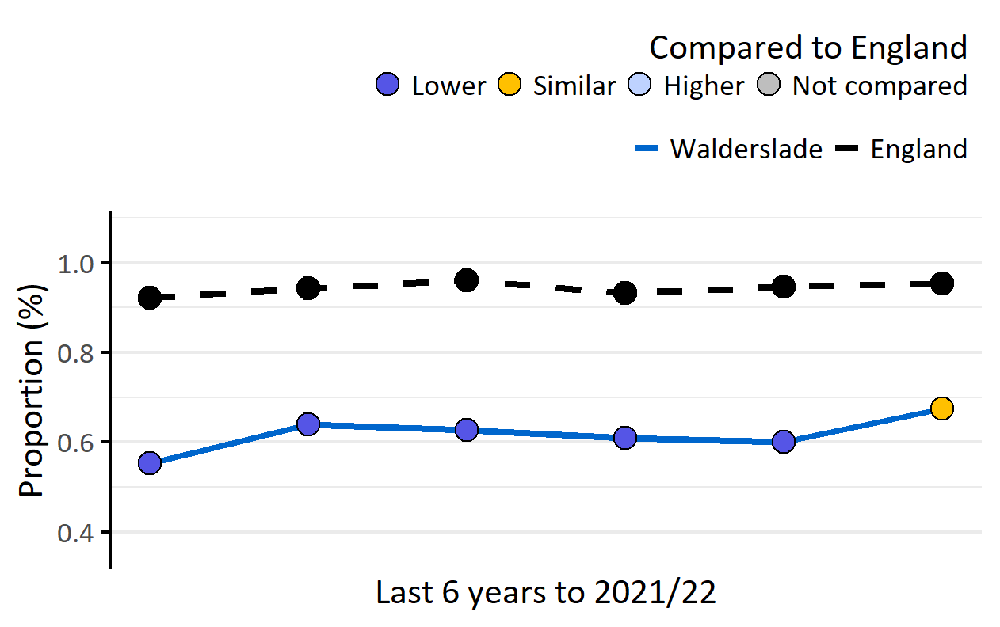 Compared to England
Lower Similar Higher Not compared
Walderslade England
Proportion (%)
1.0
0.8
0.6
0.4
Last 6 years to 2021/22